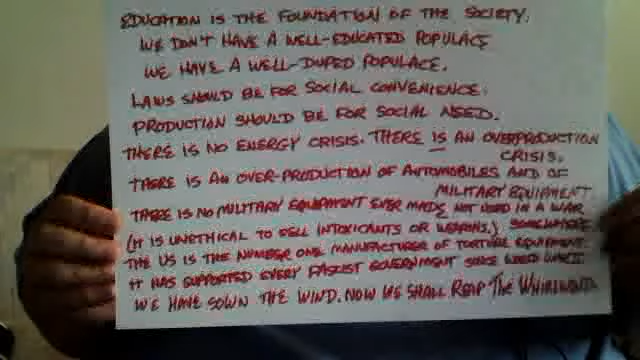 EDUCATION IS THE FOUNDATION OF THE SOCIETY.
WE DON'T HAVE A WELL-EDUCATED POPULACE
WE HAVE A WELL-DUPED POPULACE.
LAWS SHOULD BE FOR SOCIAL CONVENIENCE.
PRODUCTION SHOULD BE FOR SOCIAL NEED.
THERE IS NO ENERGY CRISIS. THERE IS AN OVERPRODUCTION
CRISIS.
THERE IS AN OVER-PRODUCTION OF AUTOMOBILES AND OF
MILITARY EQUIPMENT
THERE IS NO MILITARY EQUIPMENT EVER MADE NOT USED IN A WAR
SOMEWHERE.
(IT IS UNETHICAL TO SELL INTOXICANTS OR WEAPONS.)
THE US IS THE NUMBER ONE MANUFACTURER OF TORTURE EQUIPMENT.
IT HAS SUPPORTED EVERY FASCIST GOVERNMENT SINCE WORLD WAR II
WE HAVE SOWN THE WIND. NOW WE SHALL REAP THE WHIRLWIND